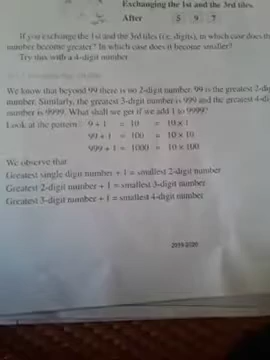 Exchanging the 1st and the 3rd tiles.
After 5 9 7
If you exchange the 1st and the 3rd tiles (i.e. digits), in which case does the
number become greater? In which case does it become smaller?
Try this with a 4-digit number.
We know that beyond 99 there is no 2-digit number. 99 is the greatest 2-digit
number. Similarly, the greatest 3-digit number is 999 and the greatest 4-digit
number is 9999. What shall we get if we add 1 to 9999?
Look at the pattern : 9 + 1 = 10 = 10 × 1
99 + 1 = 100 = 10 × 10
999 + 1 = 1000 = 10 × 100
We observe that
Greatest single digit number + 1 = smallest 2-digit number
Greatest 2-digit number + 1 = smallest 3-digit number
Greatest 3-digit number + 1 = smallest 4-digit number
2019-2020